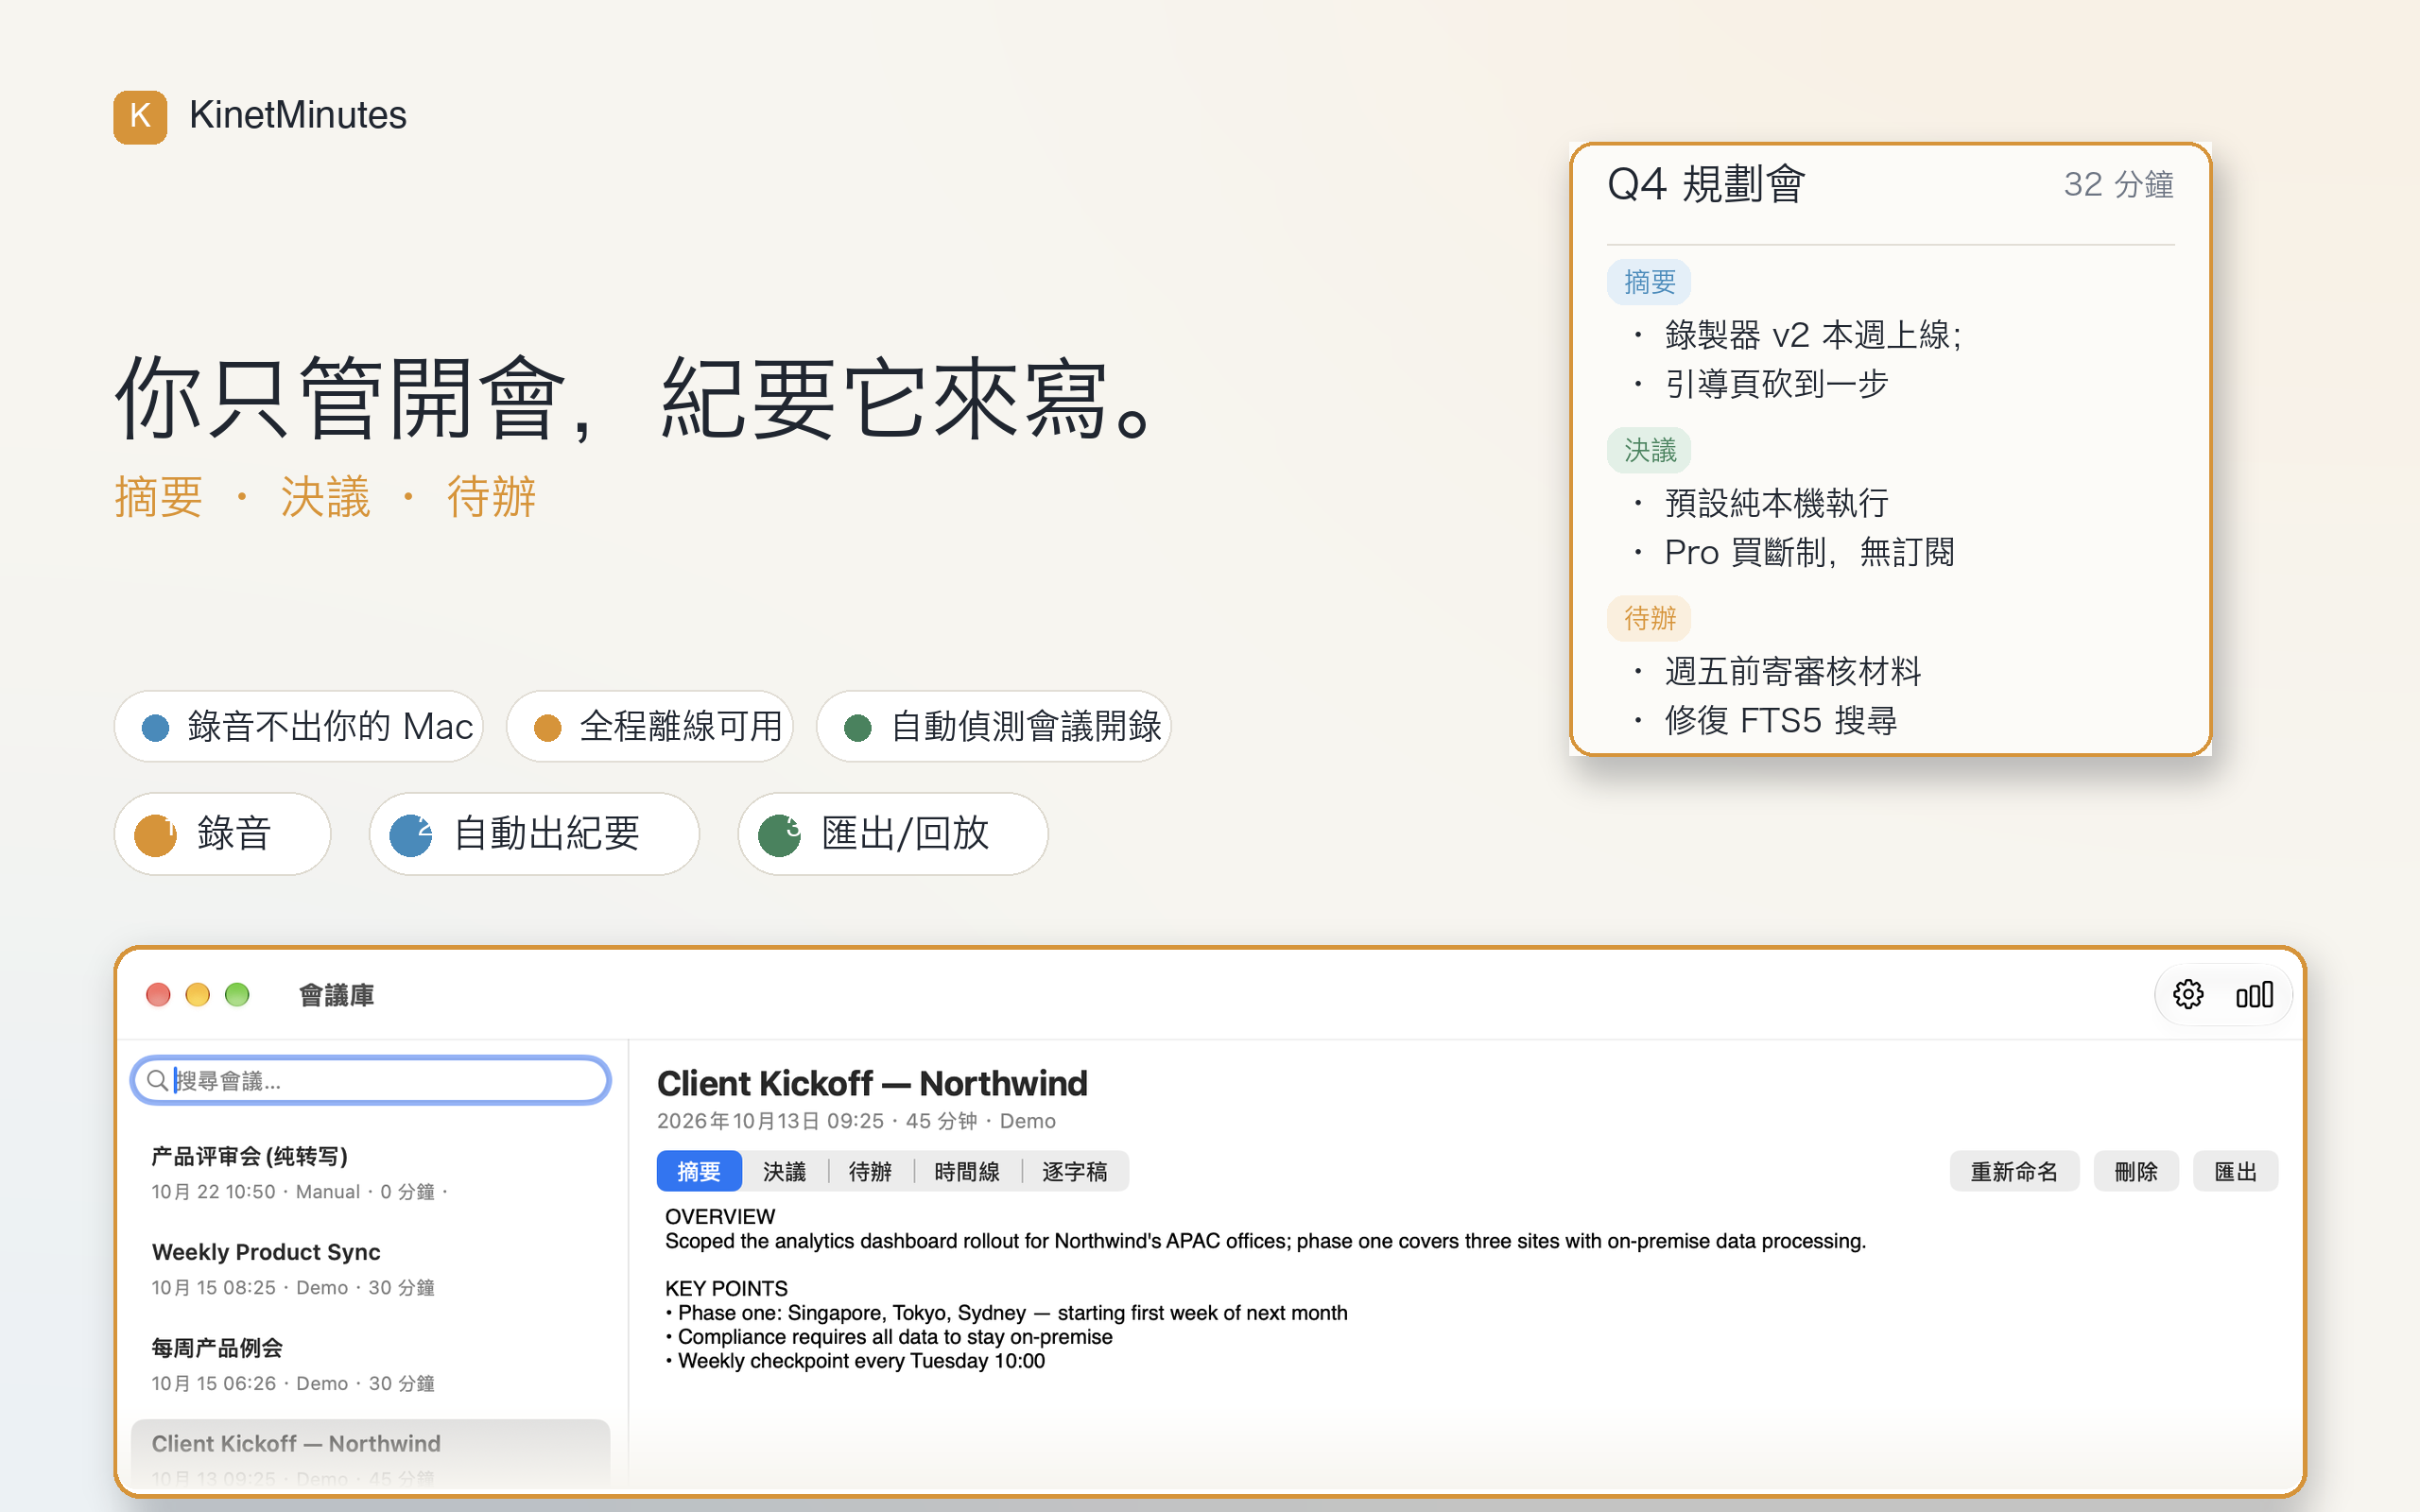 K KinetMinutes
你只管開會，紀要它來寫。
摘要 · 決議 · 待辦
錄音不出你的 Mac
全程離線可用
自動偵測會議開錄
1 錄音
2 自動出紀要
3 匯出/回放
Q4 規劃會
32 分鐘
摘要
· 錄製器 v2 本週上線；
· 引導頁砍到一步
決議
· 預設純本機執行
· Pro 買斷制，無訂閱
待辦
· 週五前寄審核材料
· 修復 FTS5 搜尋
會議庫
搜尋會議...
产品评审会 (纯转写)
10月 22 10:50 · Manual · 0 分鐘 ·
Weekly Product Sync
10月 15 08:25 · Demo · 30 分鐘
每周产品例会
10月 15 06:26 · Demo · 30 分鐘
Client Kickoff — Northwind
10月 13 09:25 · Demo · 45 分鐘
Client Kickoff — Northwind
2026年10月13日 09:25 · 45 分钟 · Demo
摘要 決議 待辦 時間線 逐字稿
重新命名 刪除 匯出
OVERVIEW
Scoped the analytics dashboard rollout for Northwind's APAC offices; phase one covers three sites with on-premise data processing.
KEY POINTS
• Phase one: Singapore, Tokyo, Sydney — starting first week of next month
• Compliance requires all data to stay on-premise
• Weekly checkpoint every Tuesday 10:00